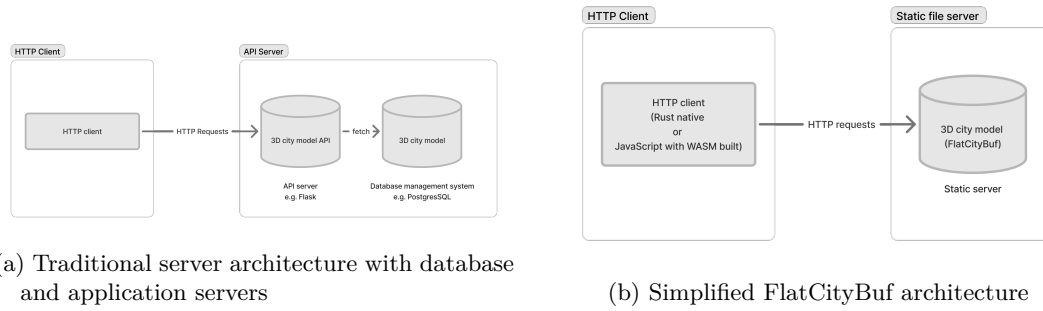 HTTP Client
API Server
HTTP client
HTTP Requests
3D city model API
fetch
3D city model
API server
e.g. Flask
Database management system
e.g. PostgresSQL
(a) Traditional server architecture with database
and application servers
HTTP Client
Static file server
HTTP client
(Rust native
or
JavaScript with WASM built)
HTTP requests
3D city model
(FlatCityBuf)
Static server
(b) Simplified FlatCityBuf architecture